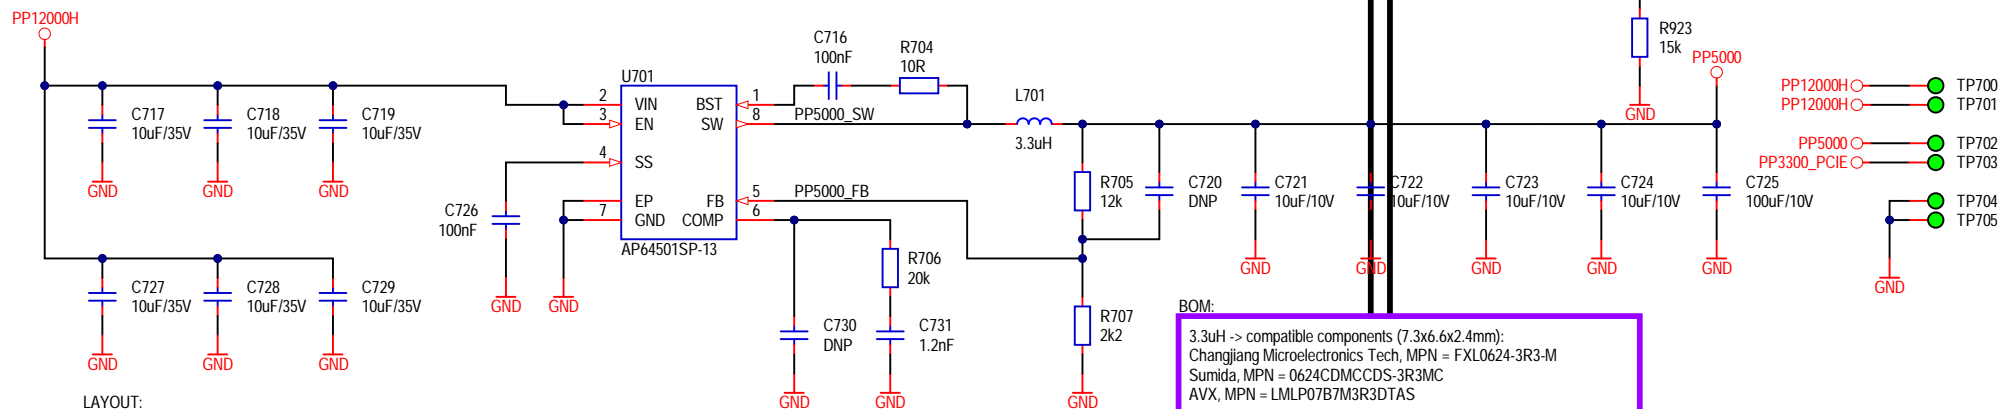 PP12000H
C717
10uF/35V
C718
10uF/35V
C719
10uF/35V
GND
GND
GND
C727
10uF/35V
C728
10uF/35V
C729
10uF/35V
GND
GND
GND
LAYOUT:
C726
100nF
GND
GND
U701
2 VIN
3 EN
4 SS
EP
7 GND
BST 1
SW 8
FB 5
COMP 6
AP64501SP-13
C716
100nF
R704
10R
PP5000_SW
PP5000_FB
R706
20k
C730
DNP
C731
1.2nF
GND
GND
L701
3.3uH
R705
12k
C720
DNP
R707
2k2
GND
C721
10uF/10V
C722
10uF/10V
C723
10uF/10V
C724
10uF/10V
C725
100uF/10V
GND
GND
GND
GND
GND
R923
15k
GND
PP5000
BOM:
3.3uH -> compatible components (7.3x6.6x2.4mm):
Changjiang Microelectronics Tech, MPN = FXL0624-3R3-M
Sumida, MPN = 0624CDMCCDS-3R3MC
AVX, MPN = LMLP07B7M3R3DTAS
PP12000H TP700
PP12000H TP701
PP5000 TP702
PP3300_PCIE TP703
TP704
TP705
GND